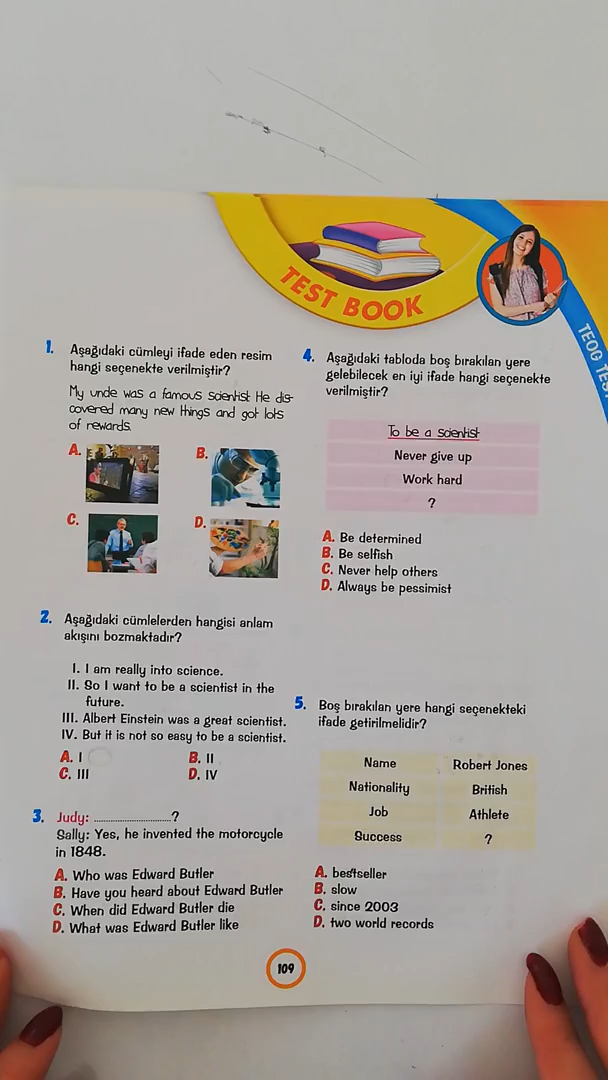 TEST BOOK
TEOG TES
1. Aşağıdaki cümleyi ifade eden resim
hangi seçenekte verilmiştir?
My uncle was a famous scientist. He dis-
covered many new things and got lots
of rewards.
A.
B.
C.
D.
2. Aşağıdaki cümlelerden hangisi anlam
akışını bozmaktadır?
I. I am really into science.
II. So I want to be a scientist in the
future.
III. Albert Einstein was a great scientist.
IV. But it is not so easy to be a scientist.
A. I
B. II
C. III
D. IV
3. Judy: ..............................?
Sally: Yes, he invented the motorcycle
in 1848.
A. Who was Edward Butler
B. Have you heard about Edward Butler
C. When did Edward Butler die
D. What was Edward Butler like
4. Aşağıdaki tabloda boş bırakılan yere
gelebilecek en iyi ifade hangi seçenekte
verilmiştir?
To be a scientist
Never give up
Work hard
?
A. Be determined
B. Be selfish
C. Never help others
D. Always be pessimist
5. Boş bırakılan yere hangi seçenekteki
ifade getirilmelidir?
Name Robert Jones
Nationality British
Job Athlete
Success ?
A. bestseller
B. slow
C. since 2003
D. two world records
109